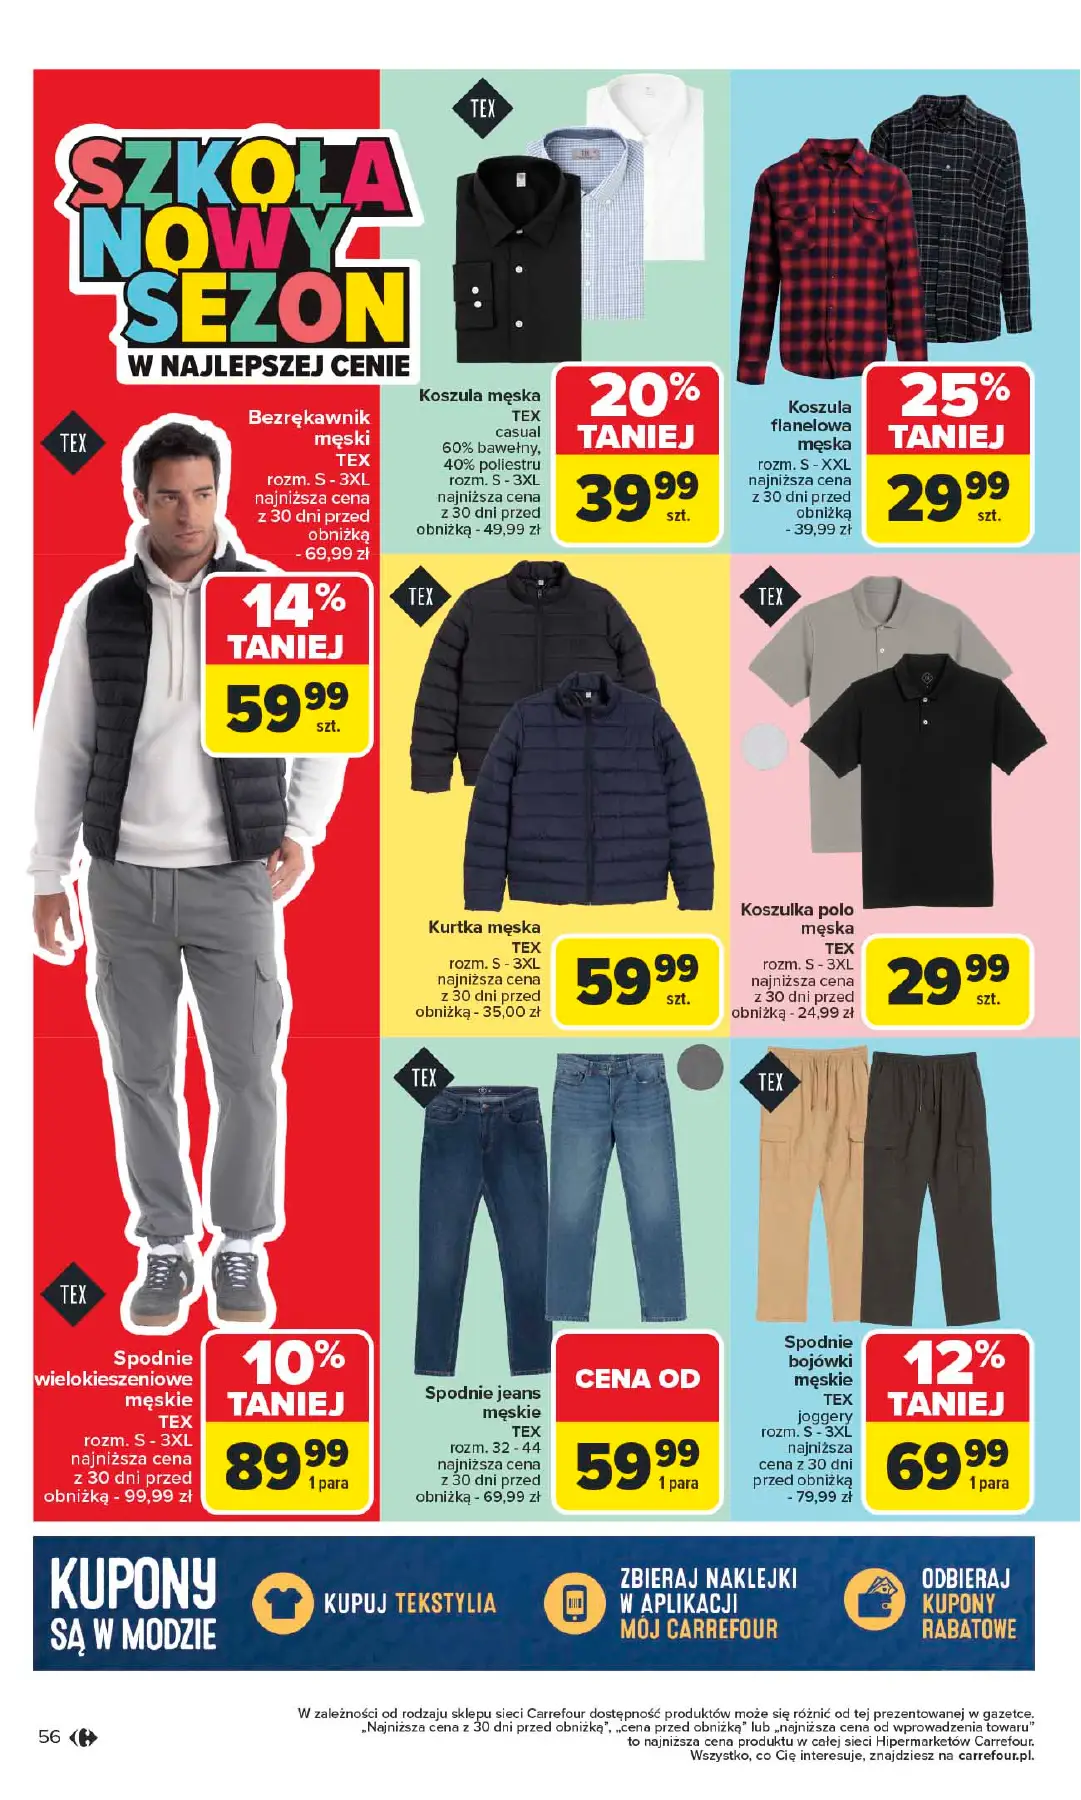 SZKOŁA
NOWY
SEZON
W NAJLEPSZEJ CENIE
TEX
Bezrękawnik
męski
TEX
rozm. S - 3XL
najniższa cena
z 30 dni przed
obniżką
- 69,99 zł
14%
TANIEJ
59 99
szt.
TEX
Spodnie
wielokieszeniowe
męskie
TEX
rozm. S - 3XL
najniższa cena
z 30 dni przed
obniżką - 99,99 zł
10%
TANIEJ
89 99
1 para
TEX
Koszula męska
TEX
casual
60% bawełny,
40% poliestru
rozm. S - 3XL
najniższa cena
z 30 dni przed
obniżką - 49,99 zł
20%
TANIEJ
39 99
szt.
Koszula
flanelowa
męska
rozm. S - XXL
najniższa cena
z 30 dni przed
obniżką
- 39,99 zł
25%
TANIEJ
29 99
szt.
TEX
Kurtka męska
TEX
rozm. S - 3XL
najniższa cena
z 30 dni przed
obniżką - 35,00 zł
59 99
szt.
TEX
Koszulka polo
męska
TEX
rozm. S - 3XL
najniższa cena
z 30 dni przed
obniżką - 24,99 zł
29 99
szt.
TEX
Spodnie jeans
męskie
TEX
rozm. 32 - 44
najniższa cena
z 30 dni przed
obniżką - 69,99 zł
CENA OD
59 99
1 para
TEX
Spodnie
bojówki
męskie
TEX
joggery
rozm. S - 3XL
najniższa
cena z 30 dni
przed obniżką
- 79,99 zł
12%
TANIEJ
69 99
1 para
KUPONY
SĄ W MODZIE
KUPUJ TEKSTYLIA
ZBIERAJ NAKLEJKI
W APLIKACJI
MÓJ CARREFOUR
ODBIERAJ
KUPONY
RABATOWE
W zależności od rodzaju sklepu sieci Carrefour dostępność produktów może się różnić od tej prezentowanej w gazetce.
„Najniższa cena z 30 dni przed obniżką”, „cena przed obniżką” lub „najniższa cena od wprowadzenia towaru”
to najniższa cena produktu w całej sieci Hipermarketów Carrefour.
Wszystko, co Cię interesuje, znajdziesz na carrefour.pl.
56